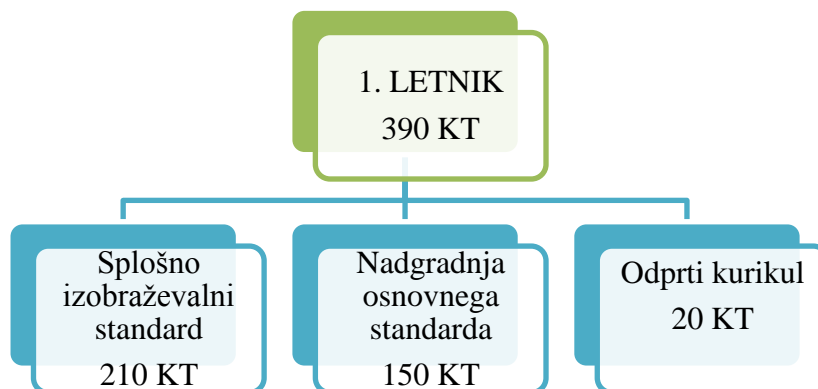 1. LETNIK
390 KT
Splošno
izobraževalni
standard
210 KT
Nadgradnja
osnovnega
standarda
150 KT
Odprti kurikul
20 KT